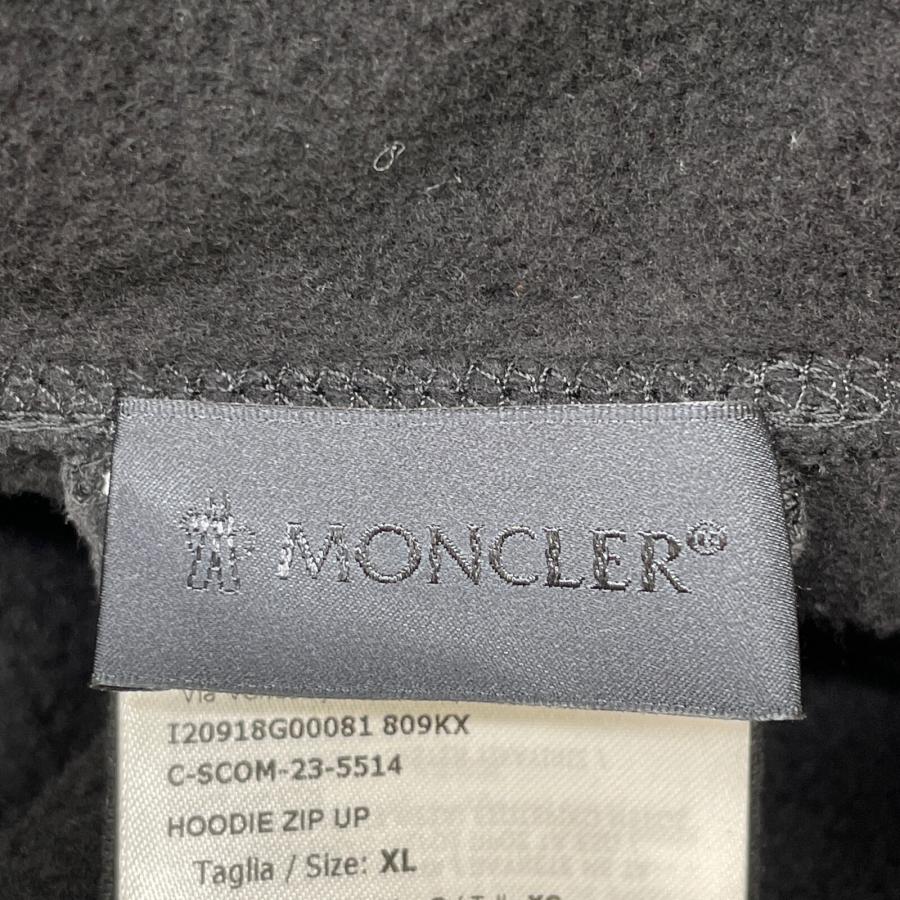 MONCLER®
I20918G00081 809KX
C-SCOM-23-5514
HOODIE ZIP UP
Taglia / Size: XL